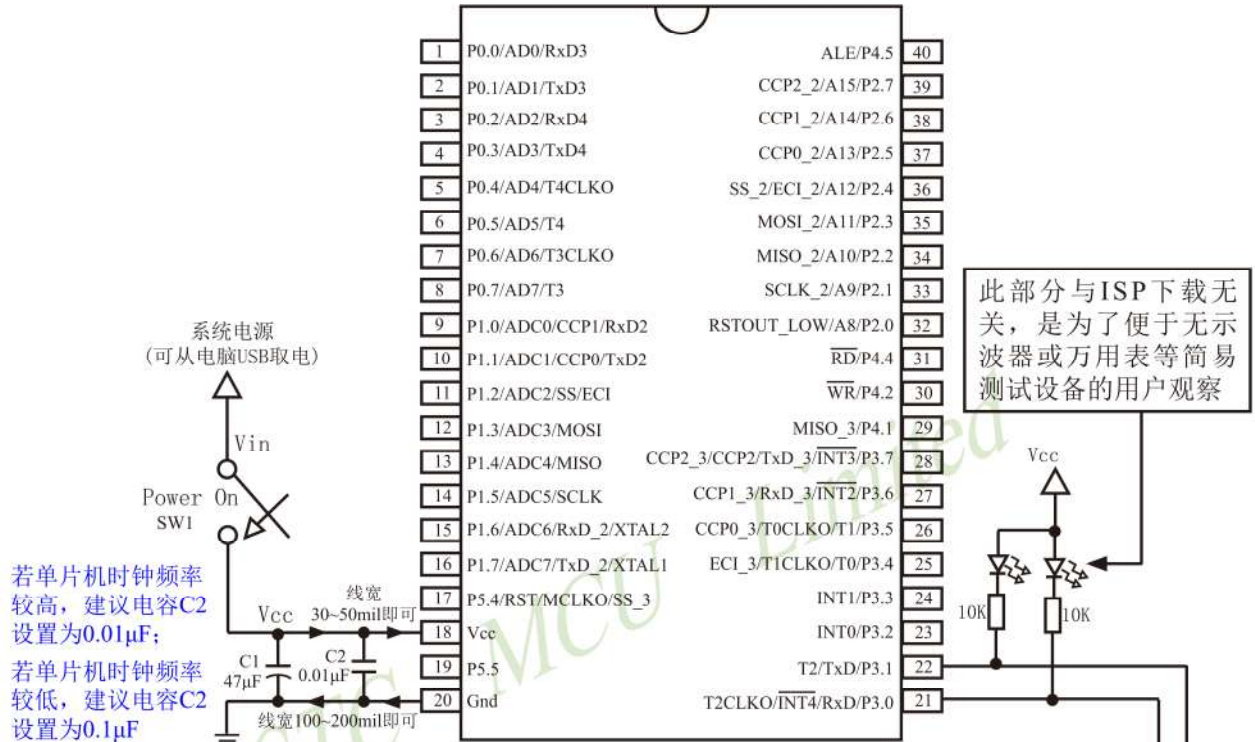 1 P0.0/AD0/RxD3
2 P0.1/AD1/TxD3
3 P0.2/AD2/RxD4
4 P0.3/AD3/TxD4
5 P0.4/AD4/T4CLKO
6 P0.5/AD5/T4
7 P0.6/AD6/T3CLKO
8 P0.7/AD7/T3
9 P1.0/ADC0/CCP1/RxD2
10 P1.1/ADC1/CCP0/TxD2
11 P1.2/ADC2/SS/ECI
12 P1.3/ADC3/MOSI
13 P1.4/ADC4/MISO
14 P1.5/ADC5/SCLK
15 P1.6/ADC6/RxD_2/XTAL2
16 P1.7/ADC7/TxD_2/XTAL1
17 P5.4/RST/MCLKO/SS_3
18 Vcc
19 P5.5
20 Gnd
ALE/P4.5 40
CCP2_2/A15/P2.7 39
CCP1_2/A14/P2.6 38
CCP0_2/A13/P2.5 37
SS_2/ECI_2/A12/P2.4 36
MOSI_2/A11/P2.3 35
MISO_2/A10/P2.2 34
SCLK_2/A9/P2.1 33
RSTOUT_LOW/A8/P2.0 32
RD/P4.4 31
WR/P4.2 30
MISO_3/P4.1 29
CCP2_3/CCP2/TxD_3/INT3/P3.7 28
CCP1_3/RxD_3/INT2/P3.6 27
CCP0_3/T0CLKO/T1/P3.5 26
ECI_3/T1CLKO/T0/P3.4 25
INT1/P3.3 24
INT0/P3.2 23
T2/TxD/P3.1 22
T2CLKO/INT4/RxD/P3.0 21
系统电源
(可从电脑USB取电)
Vin
Power On
SW1
若单片机时钟频率
较高，建议电容C2
设置为0.01μF；
若单片机时钟频率
较低，建议电容C2
设置为0.1μF
Vcc
线宽
30~50mil即可
C1
47μF
C2
0.01μF
线宽100~200mil即可
此部分与ISP下载无
关，是为了便于无示
波器或万用表等简易
测试设备的用户观察
Vcc
10K
10K
STC MCU Limited